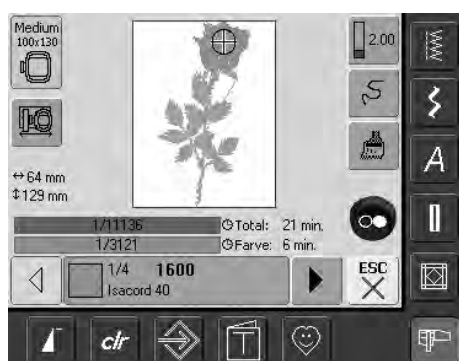 Medium
100x130
2.00
↔ 64 mm
↕ 129 mm
1/11136 Total: 21 min.
1/3121 Farve: 6 min.
1/4 1600
Isacord 40
ESC
A
clr
T